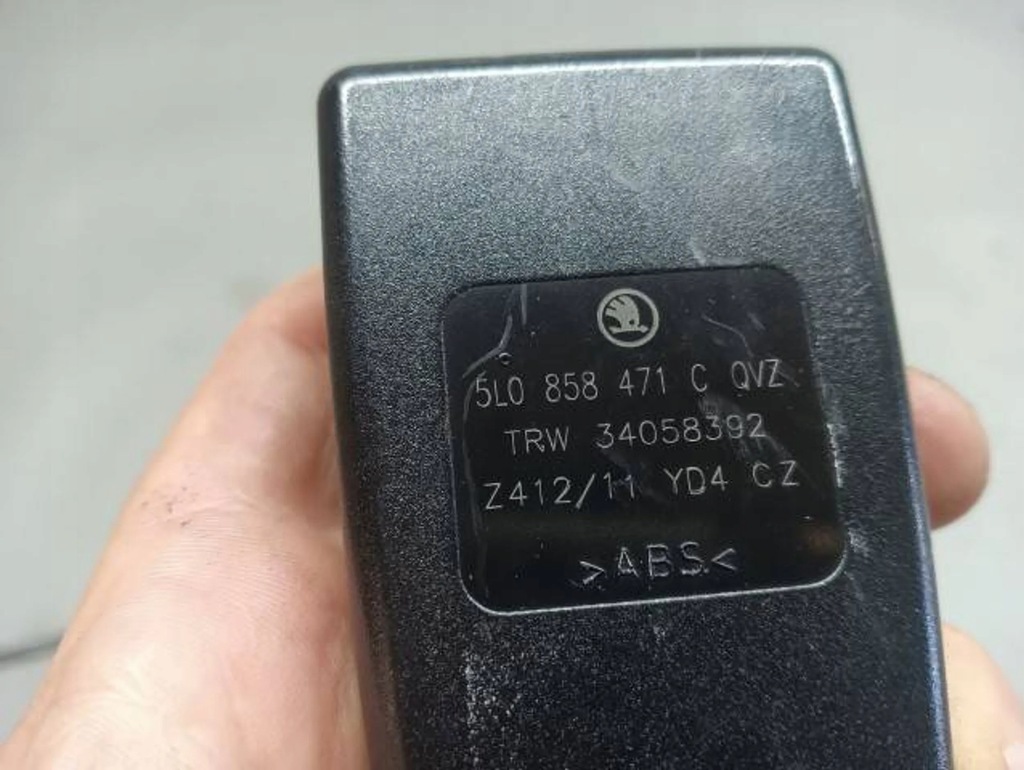 5L0 858 471 C QVZ
TRW 34058392
Z412/11 YD4 CZ
>ABS<